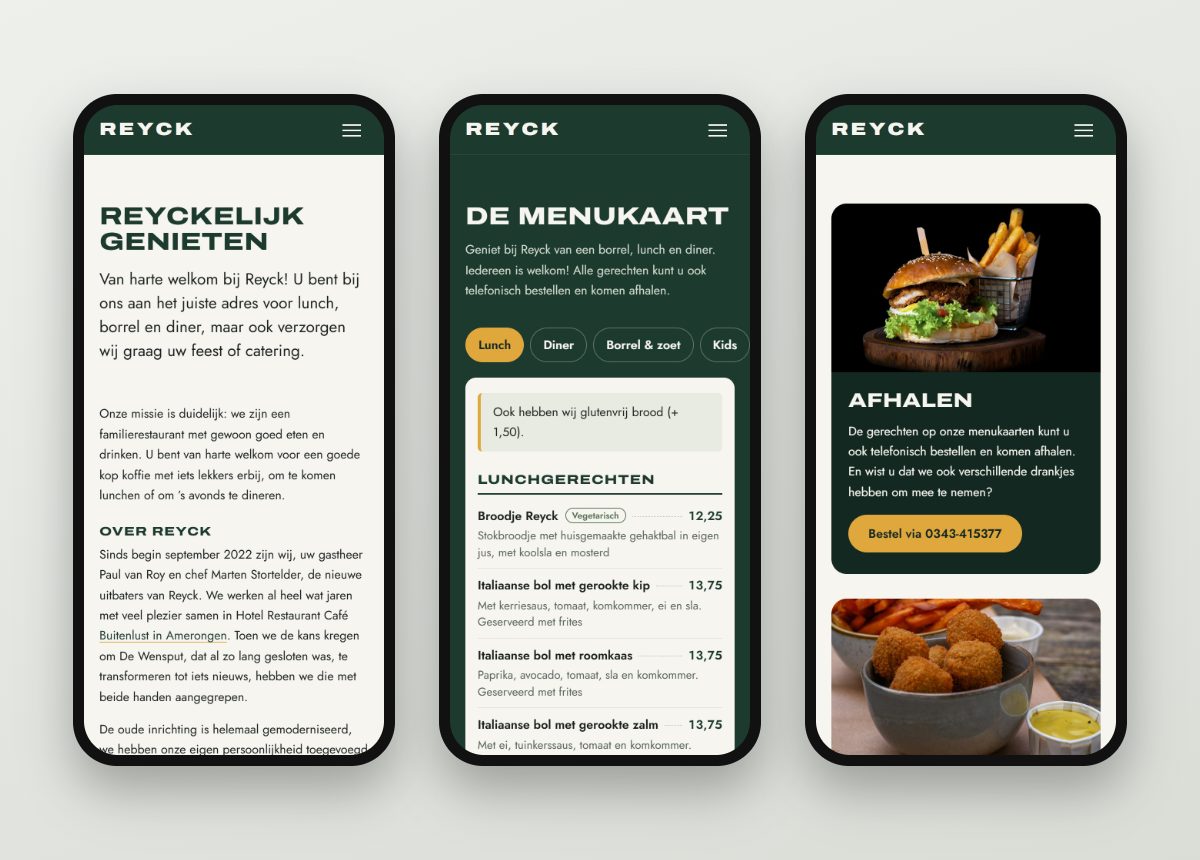 REYCK
REYCKELIJK
GENIETEN
Van harte welkom bij Reyck! U bent bij
ons aan het juiste adres voor lunch,
borrel en diner, maar ook verzorgen
wij graag uw feest of catering.
Onze missie is duidelijk: we zijn een
familierestaurant met gewoon goed eten en
drinken. U bent van harte welkom voor een goede
kop koffie met iets lekkers erbij, om te komen
lunchen of om 's avonds te dineren.
OVER REYCK
Sinds begin september 2022 zijn wij, uw gastheer
Paul van Roy en chef Marten Stortelder, de nieuwe
uitbaters van Reyck. We werken al heel wat jaren
met veel plezier samen in Hotel Restaurant Café
Buitenlust in Amerongen. Toen we de kans kregen
om De Wensput, dat al zo lang gesloten was, te
transformeren tot iets nieuws, hebben we die met
beide handen aangegrepen.
De oude inrichting is helemaal gemoderniseerd,
we hebben onze eigen persoonlijkheid toegevoegd
REYCK
DE MENUKAART
Geniet bij Reyck van een borrel, lunch en diner.
Iedereen is welkom! Alle gerechten kunt u ook
telefonisch bestellen en komen afhalen.
Lunch Diner Borrel & zoet Kids
Ook hebben wij glutenvrij brood (+
1,50).
LUNCHGERECHTEN
Broodje Reyck Vegetarisch 12,25
Stokbroodje met huisgemaakte gehaktbal in eigen
jus, met koolsla en mosterd
Italiaanse bol met gerookte kip 13,75
Met kerriesaus, tomaat, komkommer, ei en sla.
Geserveerd met frites
Italiaanse bol met roomkaas 13,75
Paprika, avocado, tomaat, sla en komkommer.
Geserveerd met frites
Italiaanse bol met gerookte zalm 13,75
Met ei, tuinkerssaus, tomaat en komkommer.
REYCK
AFHALEN
De gerechten op onze menukaarten kunt u
ook telefonisch bestellen en komen afhalen.
En wist u dat we ook verschillende drankjes
hebben om mee te nemen?
Bestel via 0343-415377